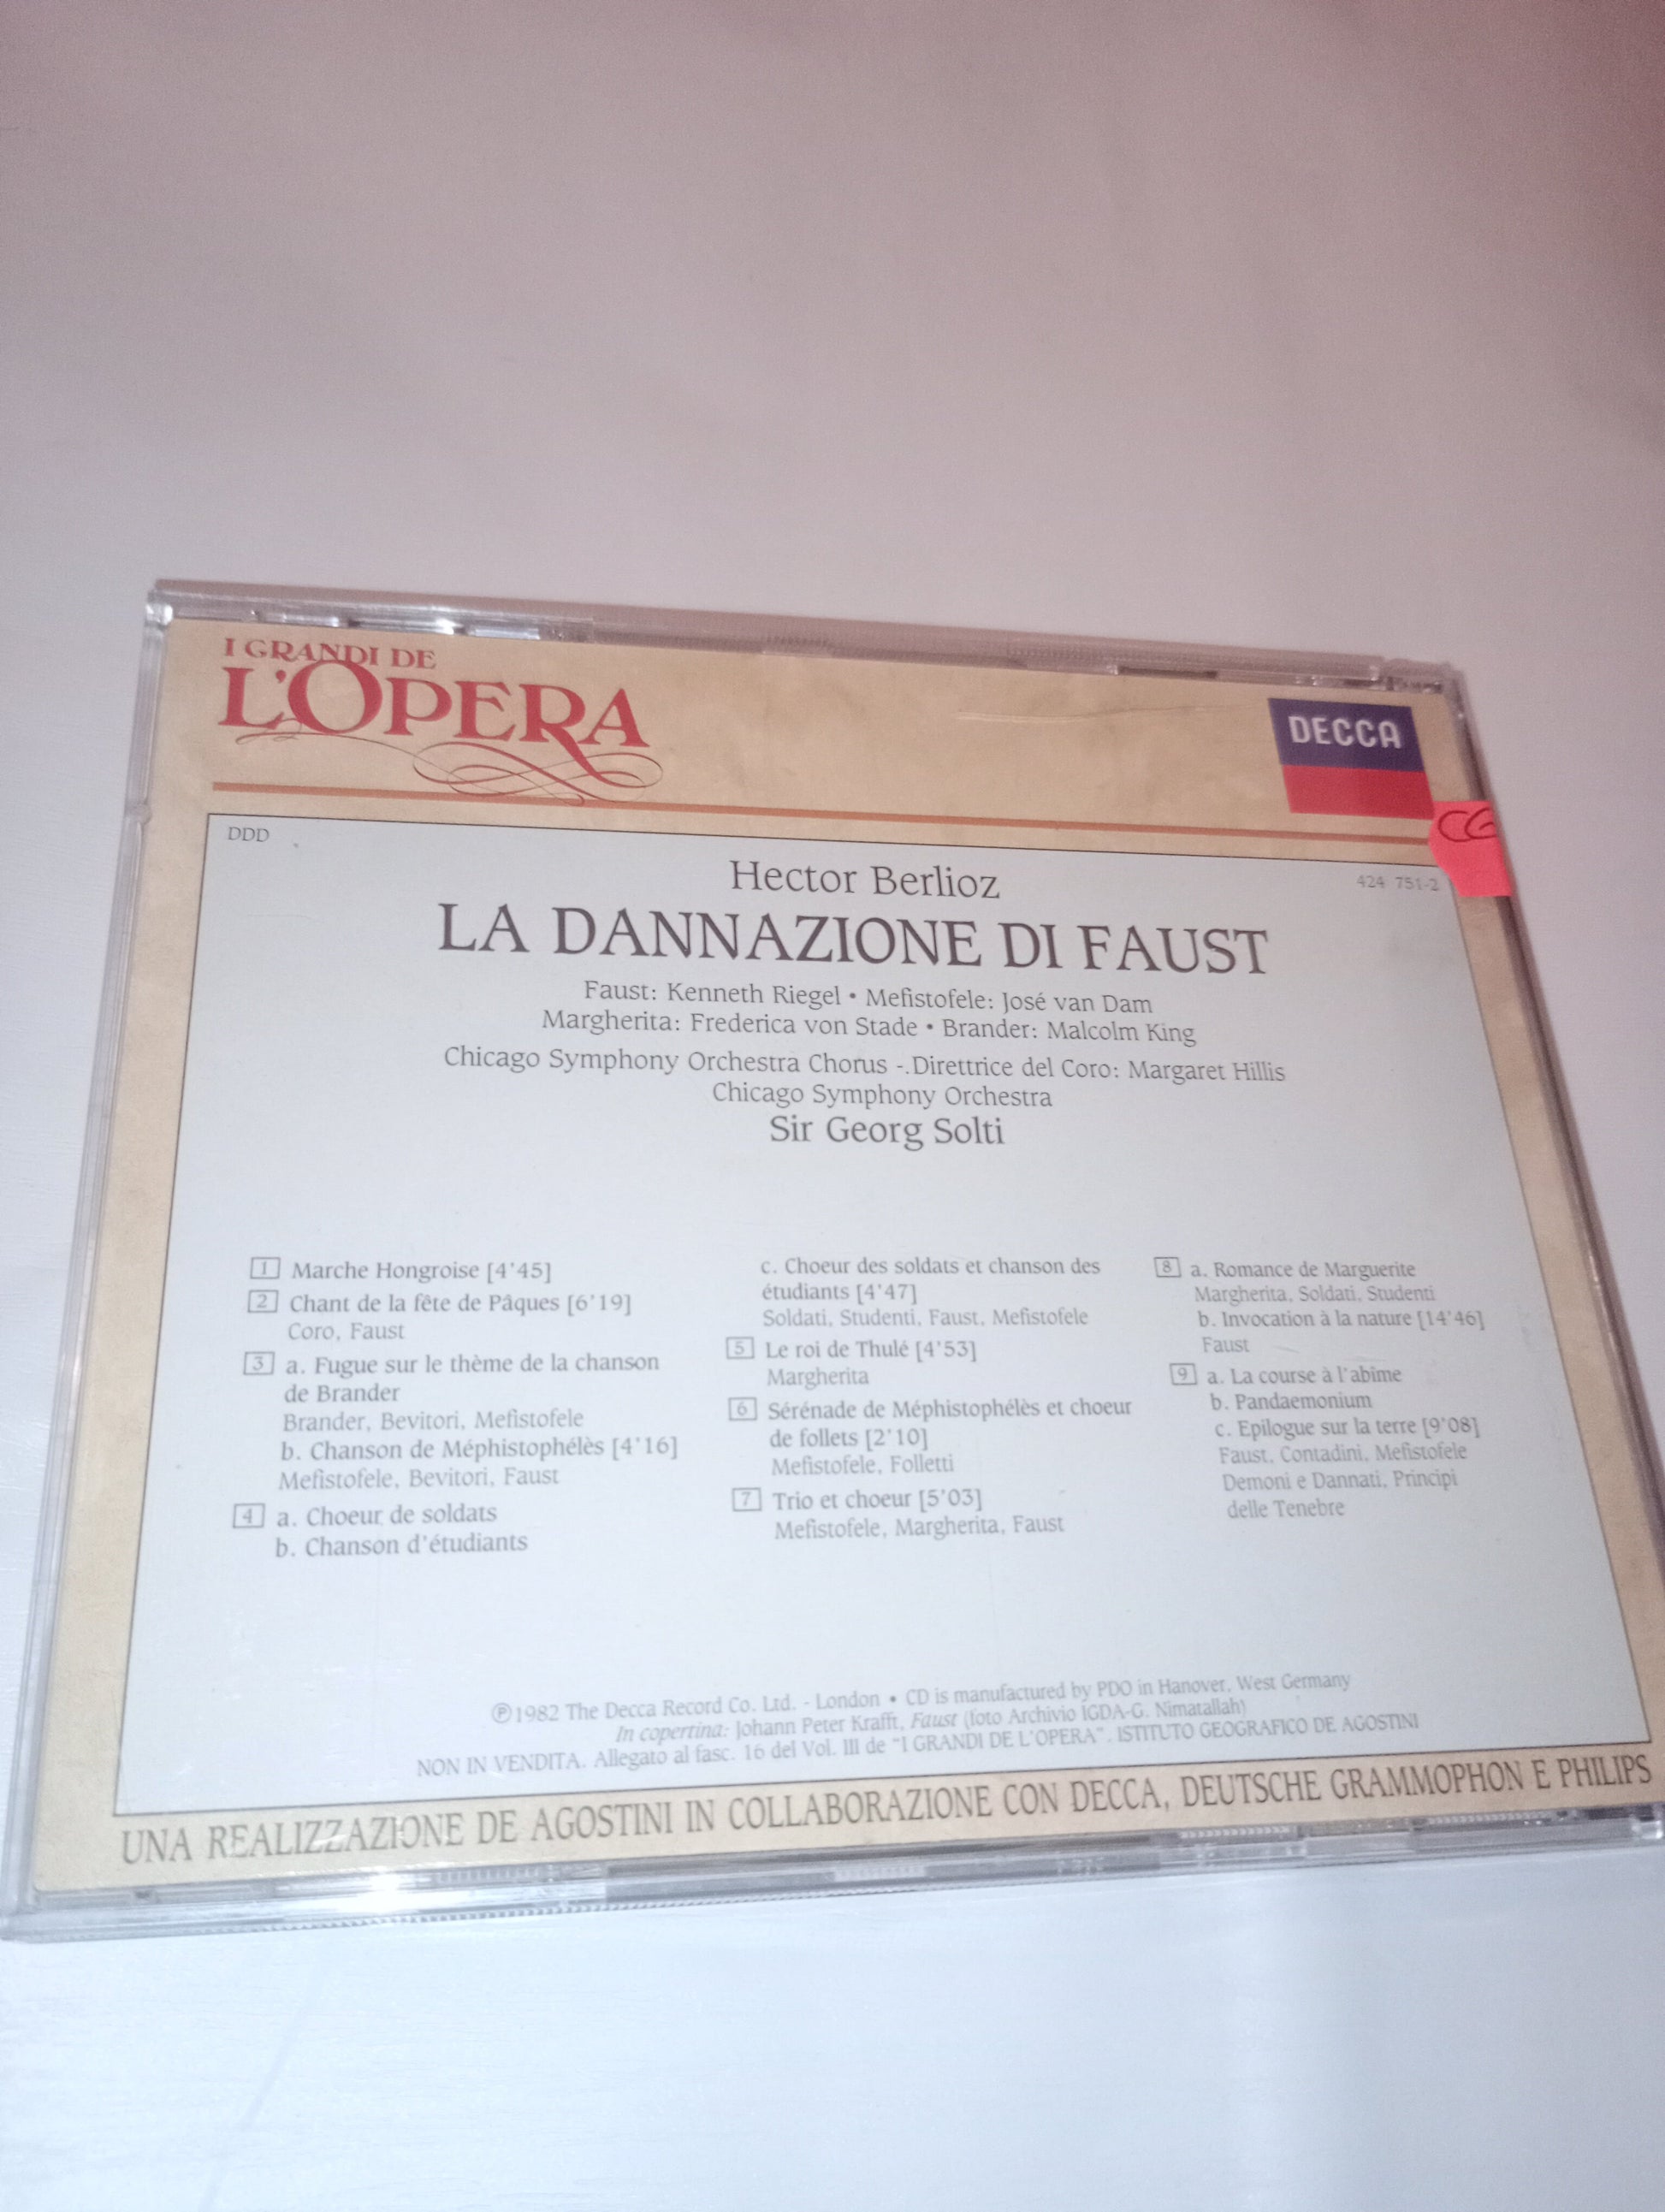 I GRANDI DE
L'OPERA
DECCA
CG
DDD
424 751-2
Hector Berlioz
LA DANNAZIONE DI FAUST
Faust: Kenneth Riegel • Mefistofele: José van Dam
Margherita: Frederica von Stade • Brander: Malcolm King
Chicago Symphony Orchestra Chorus - Direttrice del Coro: Margaret Hillis
Chicago Symphony Orchestra
Sir Georg Solti
1 Marche Hongroise [4'45]
2 Chant de la fête de Pâques [6'19]
Coro, Faust
3 a. Fugue sur le thème de la chanson
de Brander
Brander, Bevitori, Mefistofele
b. Chanson de Méphistophélès [4'16]
Mefistofele, Bevitori, Faust
4 a. Choeur de soldats
b. Chanson d'étudiants
c. Choeur des soldats et chanson des
étudiants [4'47]
Soldati, Studenti, Faust, Mefistofele
5 Le roi de Thulé [4'53]
Margherita
6 Sérénade de Méphistophélès et choeur
de follets [2'10]
Mefistofele, Folletti
7 Trio et choeur [5'03]
Mefistofele, Margherita, Faust
8 a. Romance de Marguerite
Margherita, Soldati, Studenti
b. Invocation à la nature [14'46]
Faust
9 a. La course à l'abîme
b. Pandaemonium
c. Epilogue sur la terre [9'08]
Faust, Contadini, Mefistofele
Demoni e Dannati, Principi
delle Tenebre
℗1982 The Decca Record Co. Ltd. - London • CD is manufactured by PDO in Hanover, West Germany
In copertina: Johann Peter Krafft, Faust (foto Archivio IGDA-G. Nimatallah)
NON IN VENDITA. Allegato al fasc. 16 del Vol. III de "I GRANDI DE L'OPERA". ISTITUTO GEOGRAFICO DE AGOSTINI
UNA REALIZZAZIONE DE AGOSTINI IN COLLABORAZIONE CON DECCA, DEUTSCHE GRAMMOPHON E PHILIPS